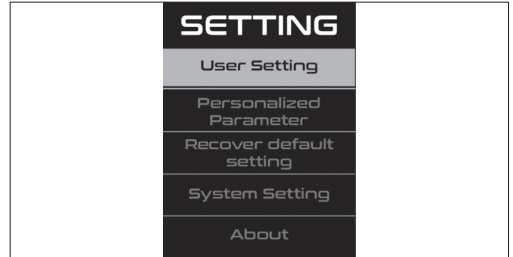 SETTING
User Setting
Personalized
Parameter
Recover default
setting
System Setting
About